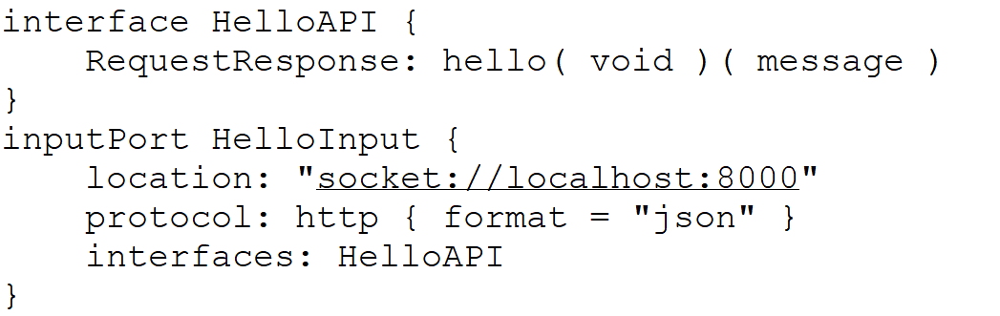 interface HelloAPI {
    RequestResponse: hello( void )( message )
}
inputPort HelloInput {
    location: "socket://localhost:8000"
    protocol: http { format = "json" }
    interfaces: HelloAPI
}